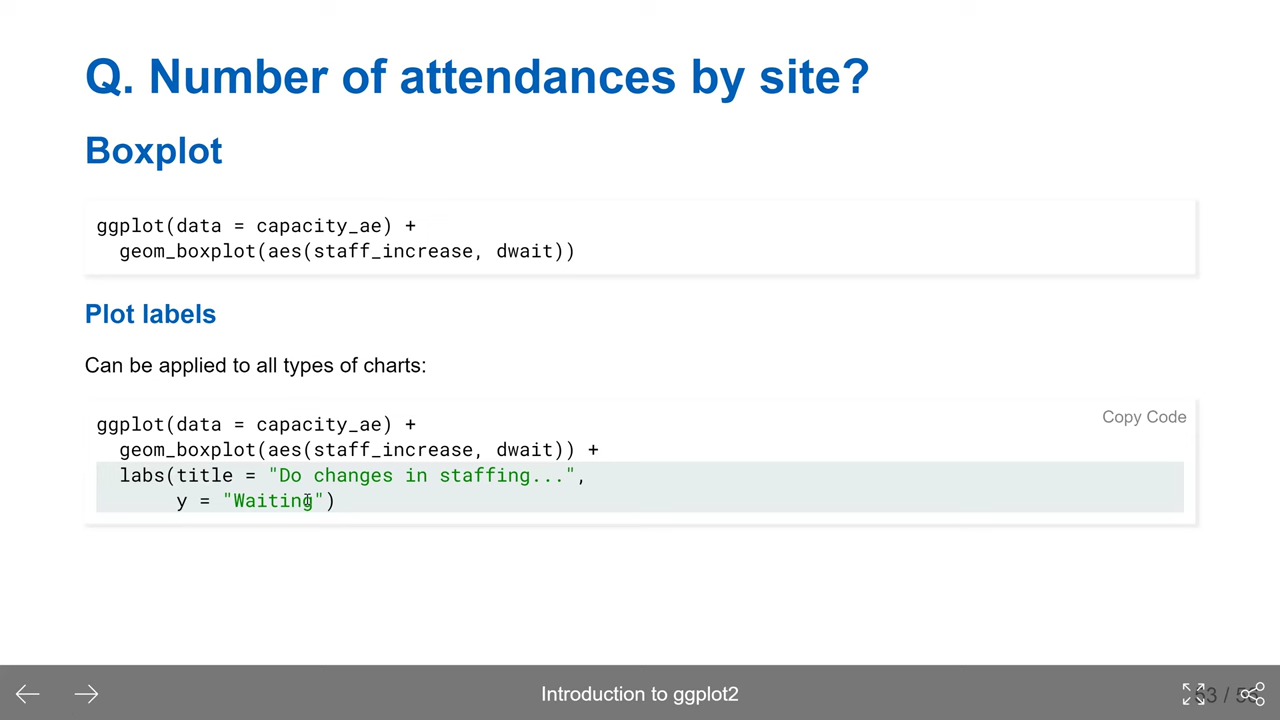 Q. Number of attendances by site?
Boxplot
ggplot(data = capacity_ae) +
geom_boxplot(aes(staff_increase, dwait))
Plot labels
Can be applied to all types of charts:
Copy Code
ggplot(data = capacity_ae) +
geom_boxplot(aes(staff_increase, dwait)) +
labs(title = "Do changes in staffing...",
y = "Waiting")
Introduction to ggplot2